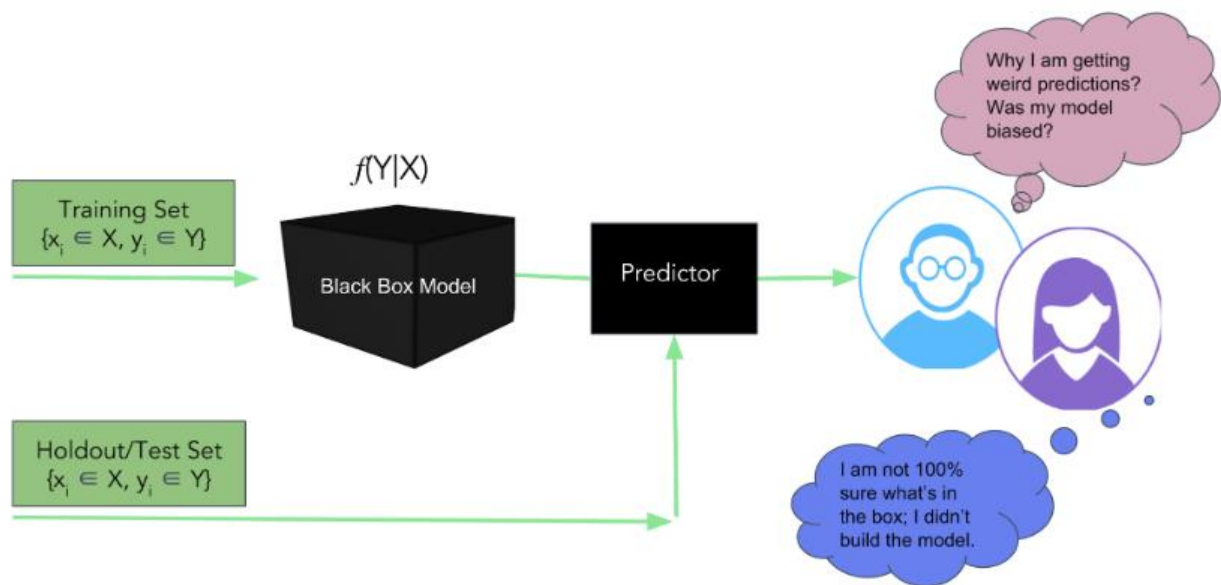 Why I am getting
weird predictions?
Was my model
biased?
f(Y|X)
Training Set
{xᵢ ∈ X, yᵢ ∈ Y}
Black Box Model
Predictor
Holdout/Test Set
{xᵢ ∈ X, yᵢ ∈ Y}
I am not 100%
sure what's in
the box; I didn't
build the model.